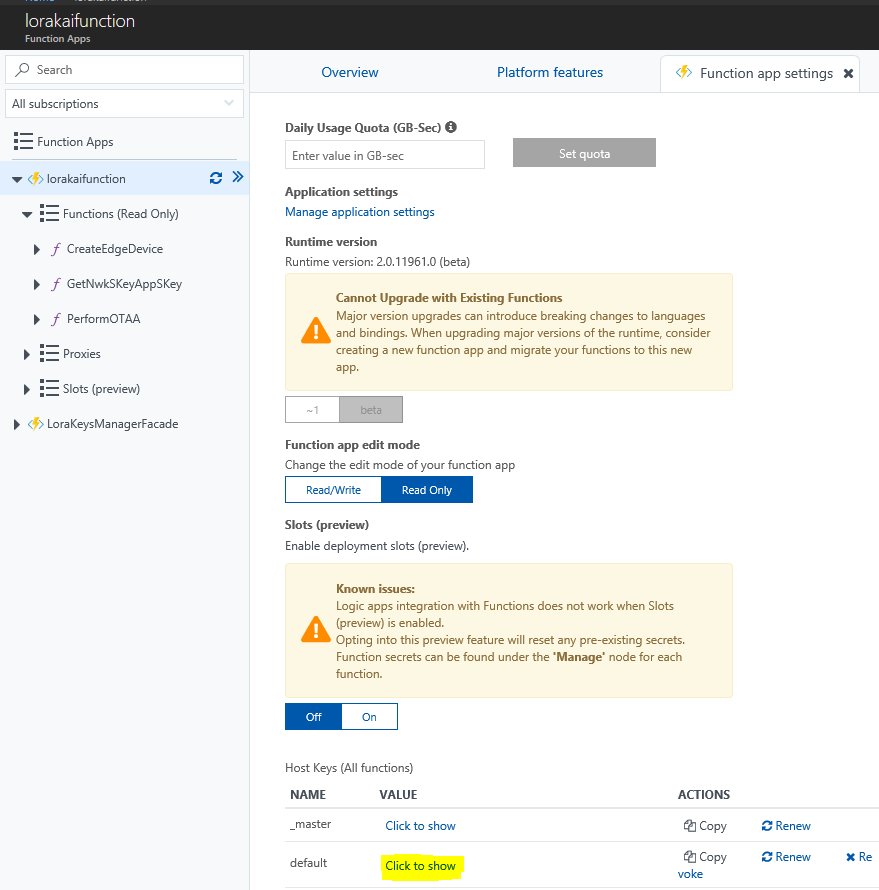 lorakaifunction
Function Apps
Search
All subscriptions
Function Apps
lorakaifunction
Functions (Read Only)
CreateEdgeDevice
GetNwkSKeyAppSKey
PerformOTAA
Proxies
Slots (preview)
LoraKeysManagerFacade
Overview Platform features Function app settings
Daily Usage Quota (GB-Sec)
Enter value in GB-sec Set quota
Application settings
Manage application settings
Runtime version
Runtime version: 2.0.11961.0 (beta)
Cannot Upgrade with Existing Functions
Major version upgrades can introduce breaking changes to languages
and bindings. When upgrading major versions of the runtime, consider
creating a new function app and migrate your functions to this new
app.
~1 beta
Function app edit mode
Change the edit mode of your function app
Read/Write Read Only
Slots (preview)
Enable deployment slots (preview).
Known issues:
Logic apps integration with Functions does not work when Slots
(preview) is enabled.
Opting into this preview feature will reset any pre-existing secrets.
Function secrets can be found under the 'Manage' node for each
function.
Off On
Host Keys (All functions)
NAME VALUE ACTIONS
_master Click to show Copy Renew
default Click to show Copy Renew Re
voke